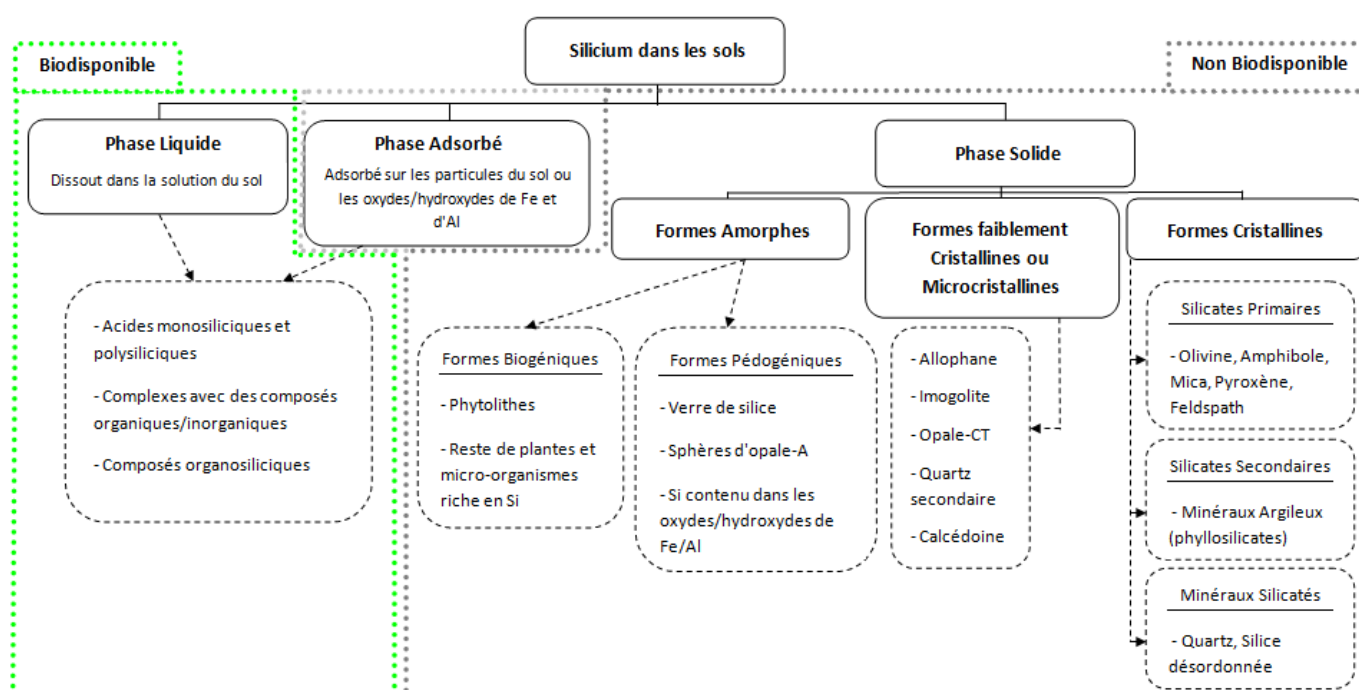 Silicium dans les sols
Biodisponible
Non Biodisponible
Phase Liquide
Dissout dans la solution du sol
Phase Adsorbé
Adsorbé sur les particules du sol ou
les oxydes/hydroxydes de Fe et
d'Al
Phase Solide
Formes Amorphes
Formes faiblement
Cristallines ou
Microcristallines
Formes Cristallines
- Acides monosiliciques et
polysiliciques
- Complexes avec des composés
organiques/inorganiques
- Composés organosiliciques
Formes Biogéniques
- Phytolithes
- Reste de plantes et
micro-organismes
riche en Si
Formes Pédogéniques
- Verre de silice
- Sphères d'opale-A
- Si contenu dans les
oxydes/hydroxydes de
Fe/Al
- Allophane
- Imogolite
- Opale-CT
- Quartz
secondaire
- Calcédoine
Silicates Primaires
- Olivine, Amphibole,
Mica, Pyroxène,
Feldspath
Silicates Secondaires
- Minéraux Argileux
(phyllosilicates)
Minéraux Silicatés
- Quartz, Silice
désordonnée